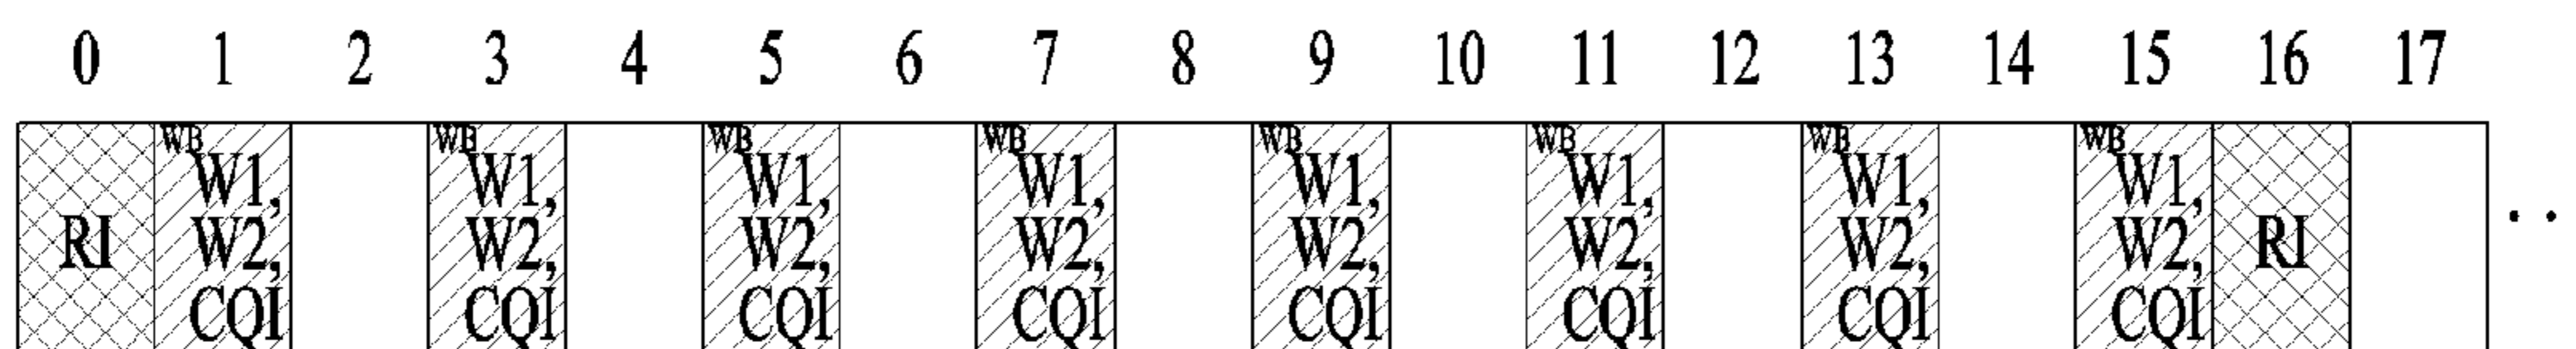 0 1 2 3 4 5 6 7 8 9 10 11 12 13 14 15 16 17
WB WB WB WB WB WB WB WB
W1, W1, W1, W1, W1, W1, W1, W1,
RI W2, W2, W2, W2, W2, W2, W2, W2, RI . .
CQI CQI CQI CQI CQI CQI CQI CQI